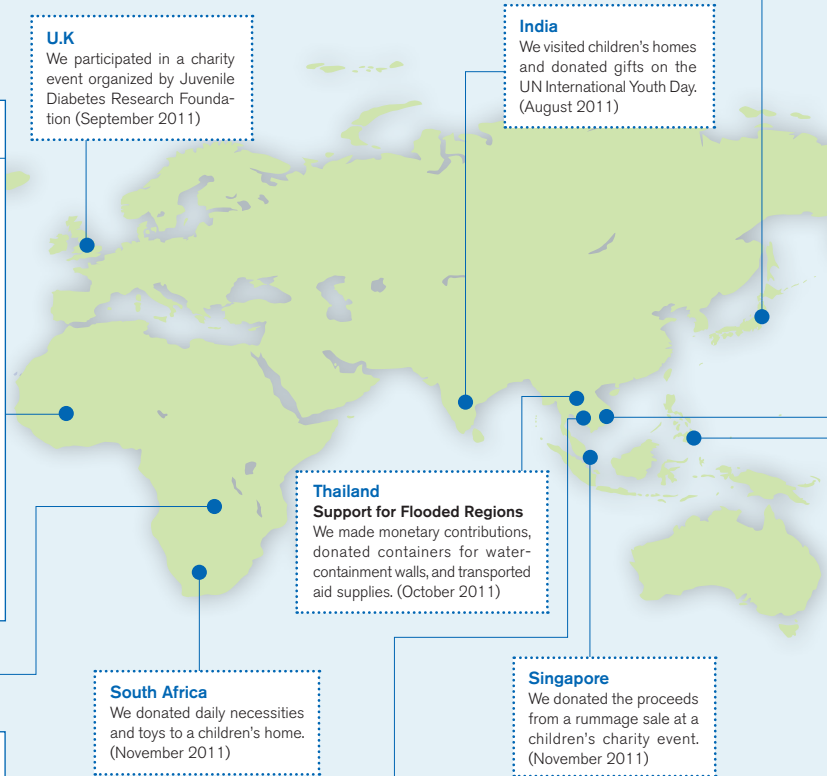 U.K
We participated in a charity
event organized by Juvenile
Diabetes Research Founda-
tion (September 2011)
India
We visited children's homes
and donated gifts on the
UN International Youth Day.
(August 2011)
Thailand
Support for Flooded Regions
We made monetary contributions,
donated containers for water-
containment walls, and transported
aid supplies. (October 2011)
South Africa
We donated daily necessities
and toys to a children's home.
(November 2011)
Singapore
We donated the proceeds
from a rummage sale at a
children's charity event.
(November 2011)